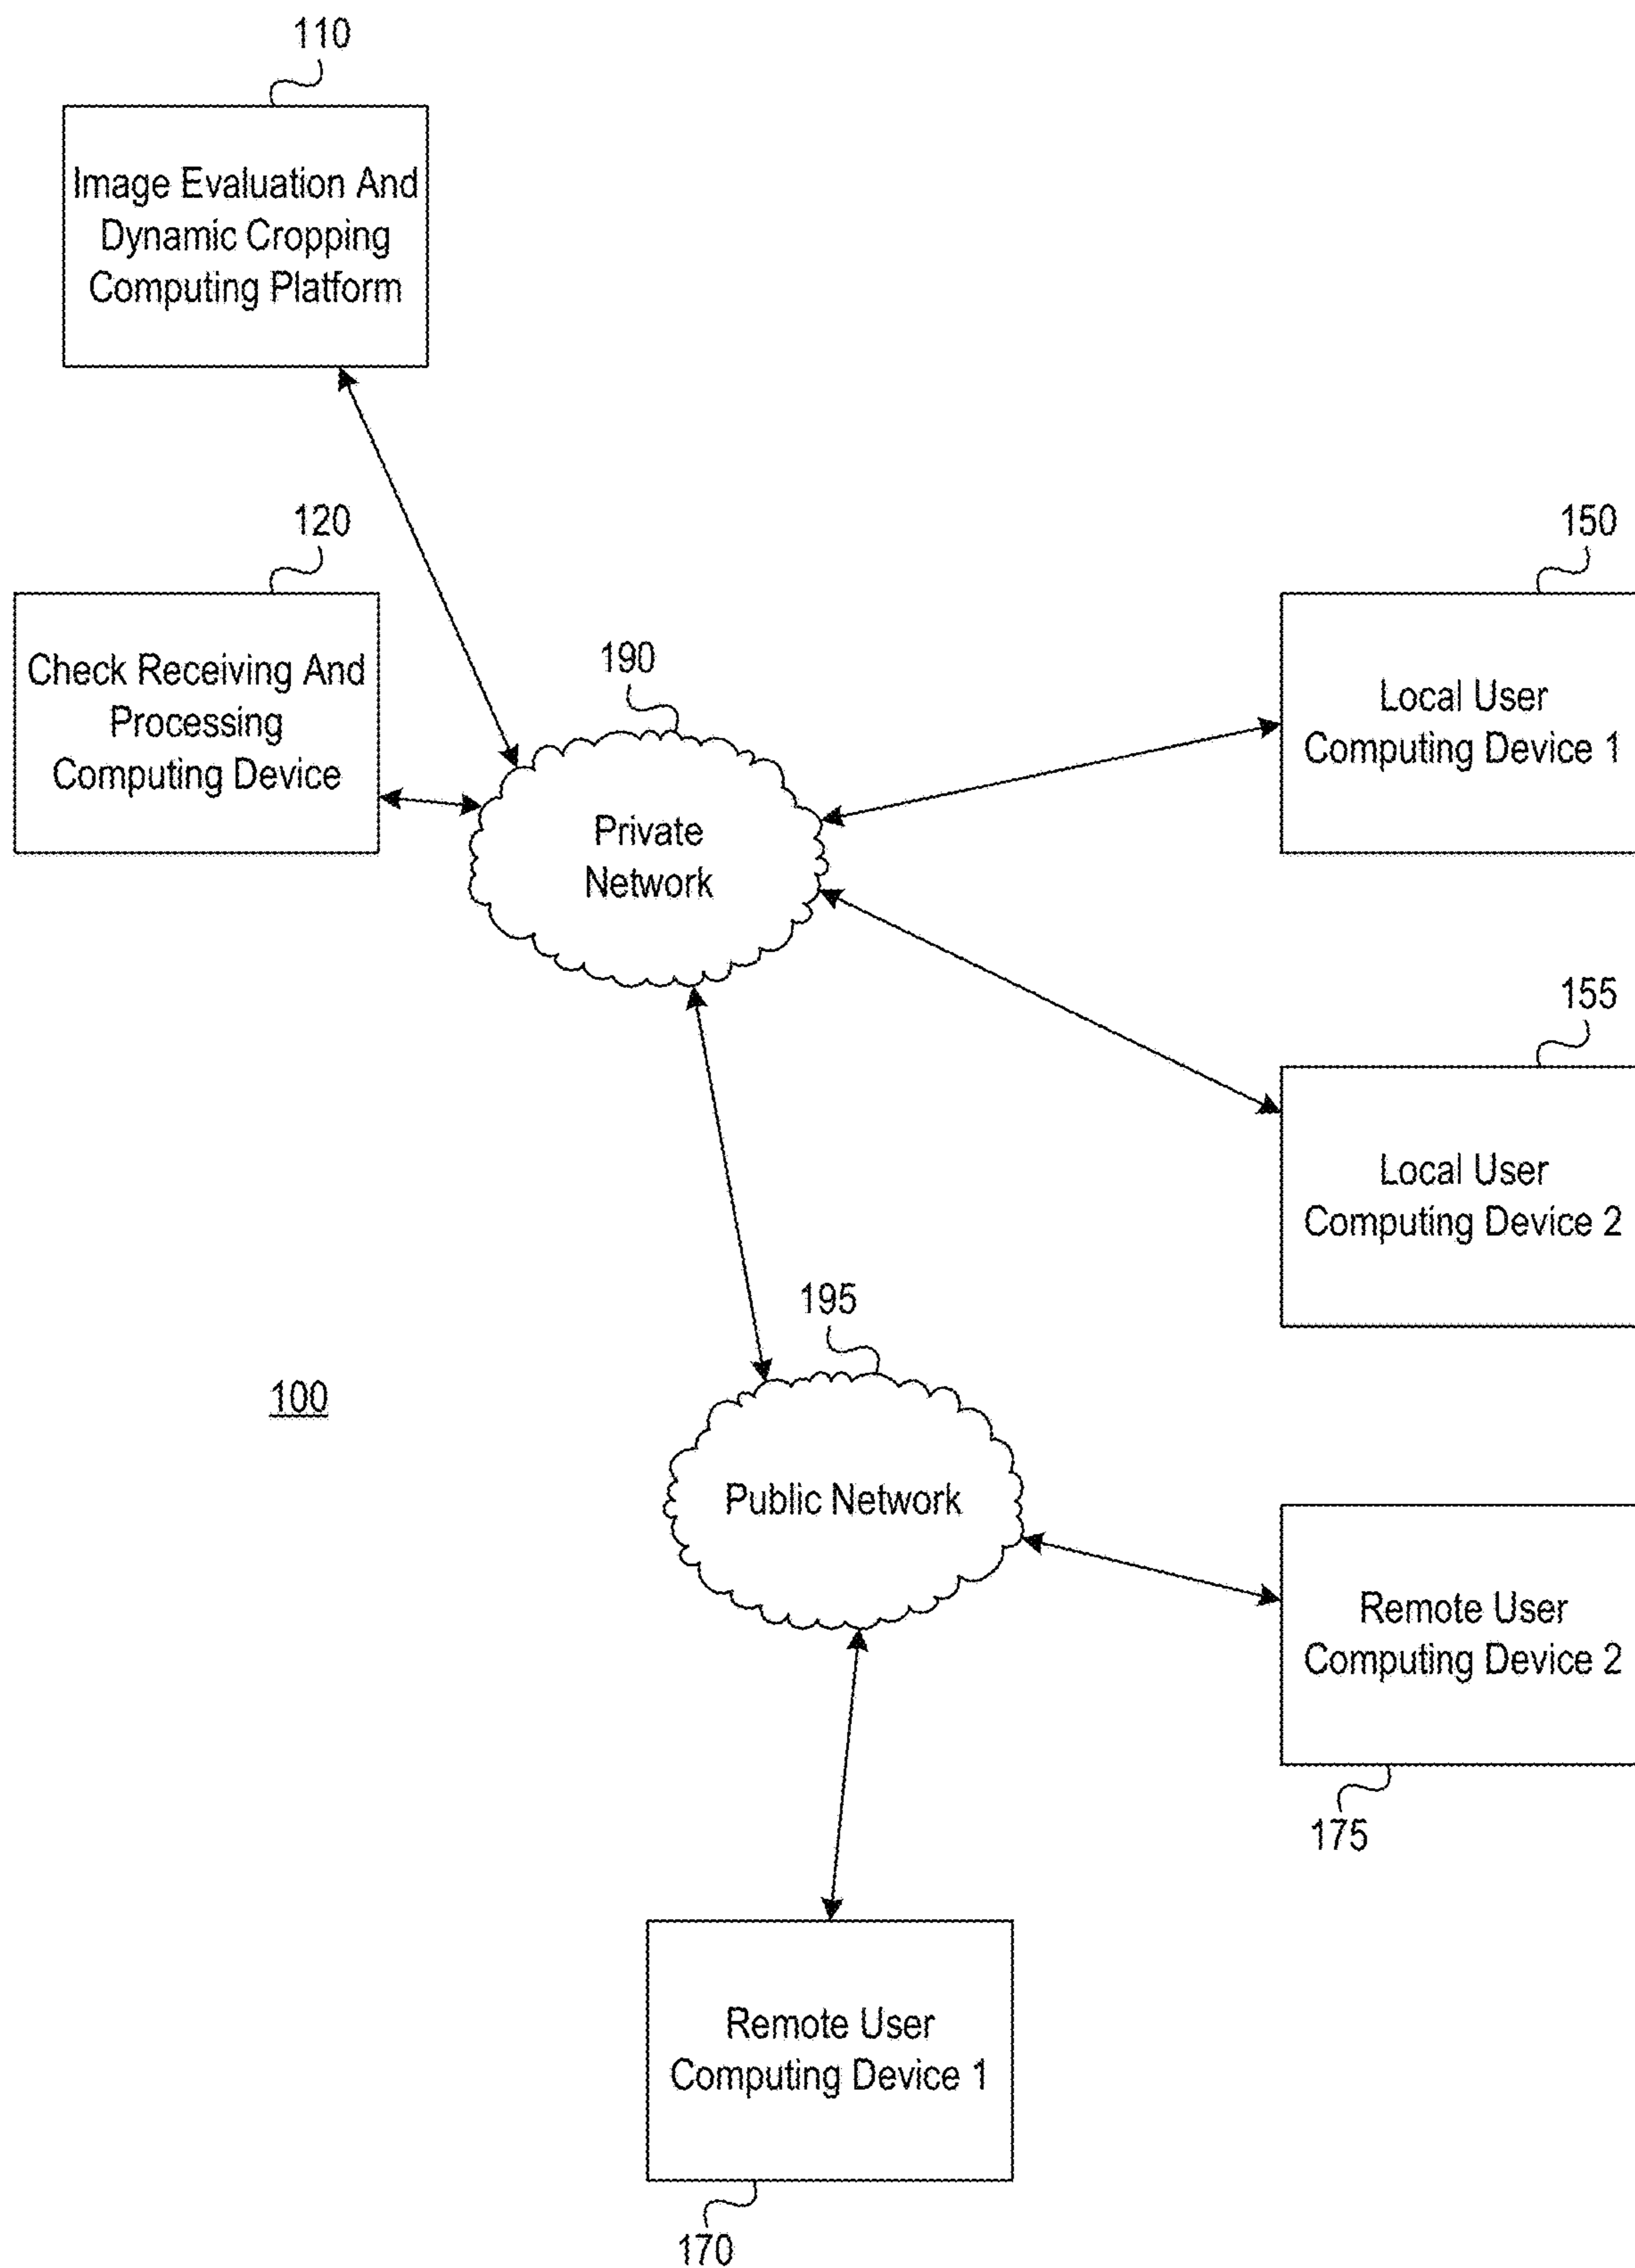 110
Image Evaluation And
Dynamic Cropping
Computing Platform
120
Check Receiving And
Processing
Computing Device
190
Private
Network
150
Local User
Computing Device 1
155
Local User
Computing Device 2
195
Public Network
100
Remote User
Computing Device 2
175
Remote User
Computing Device 1
170